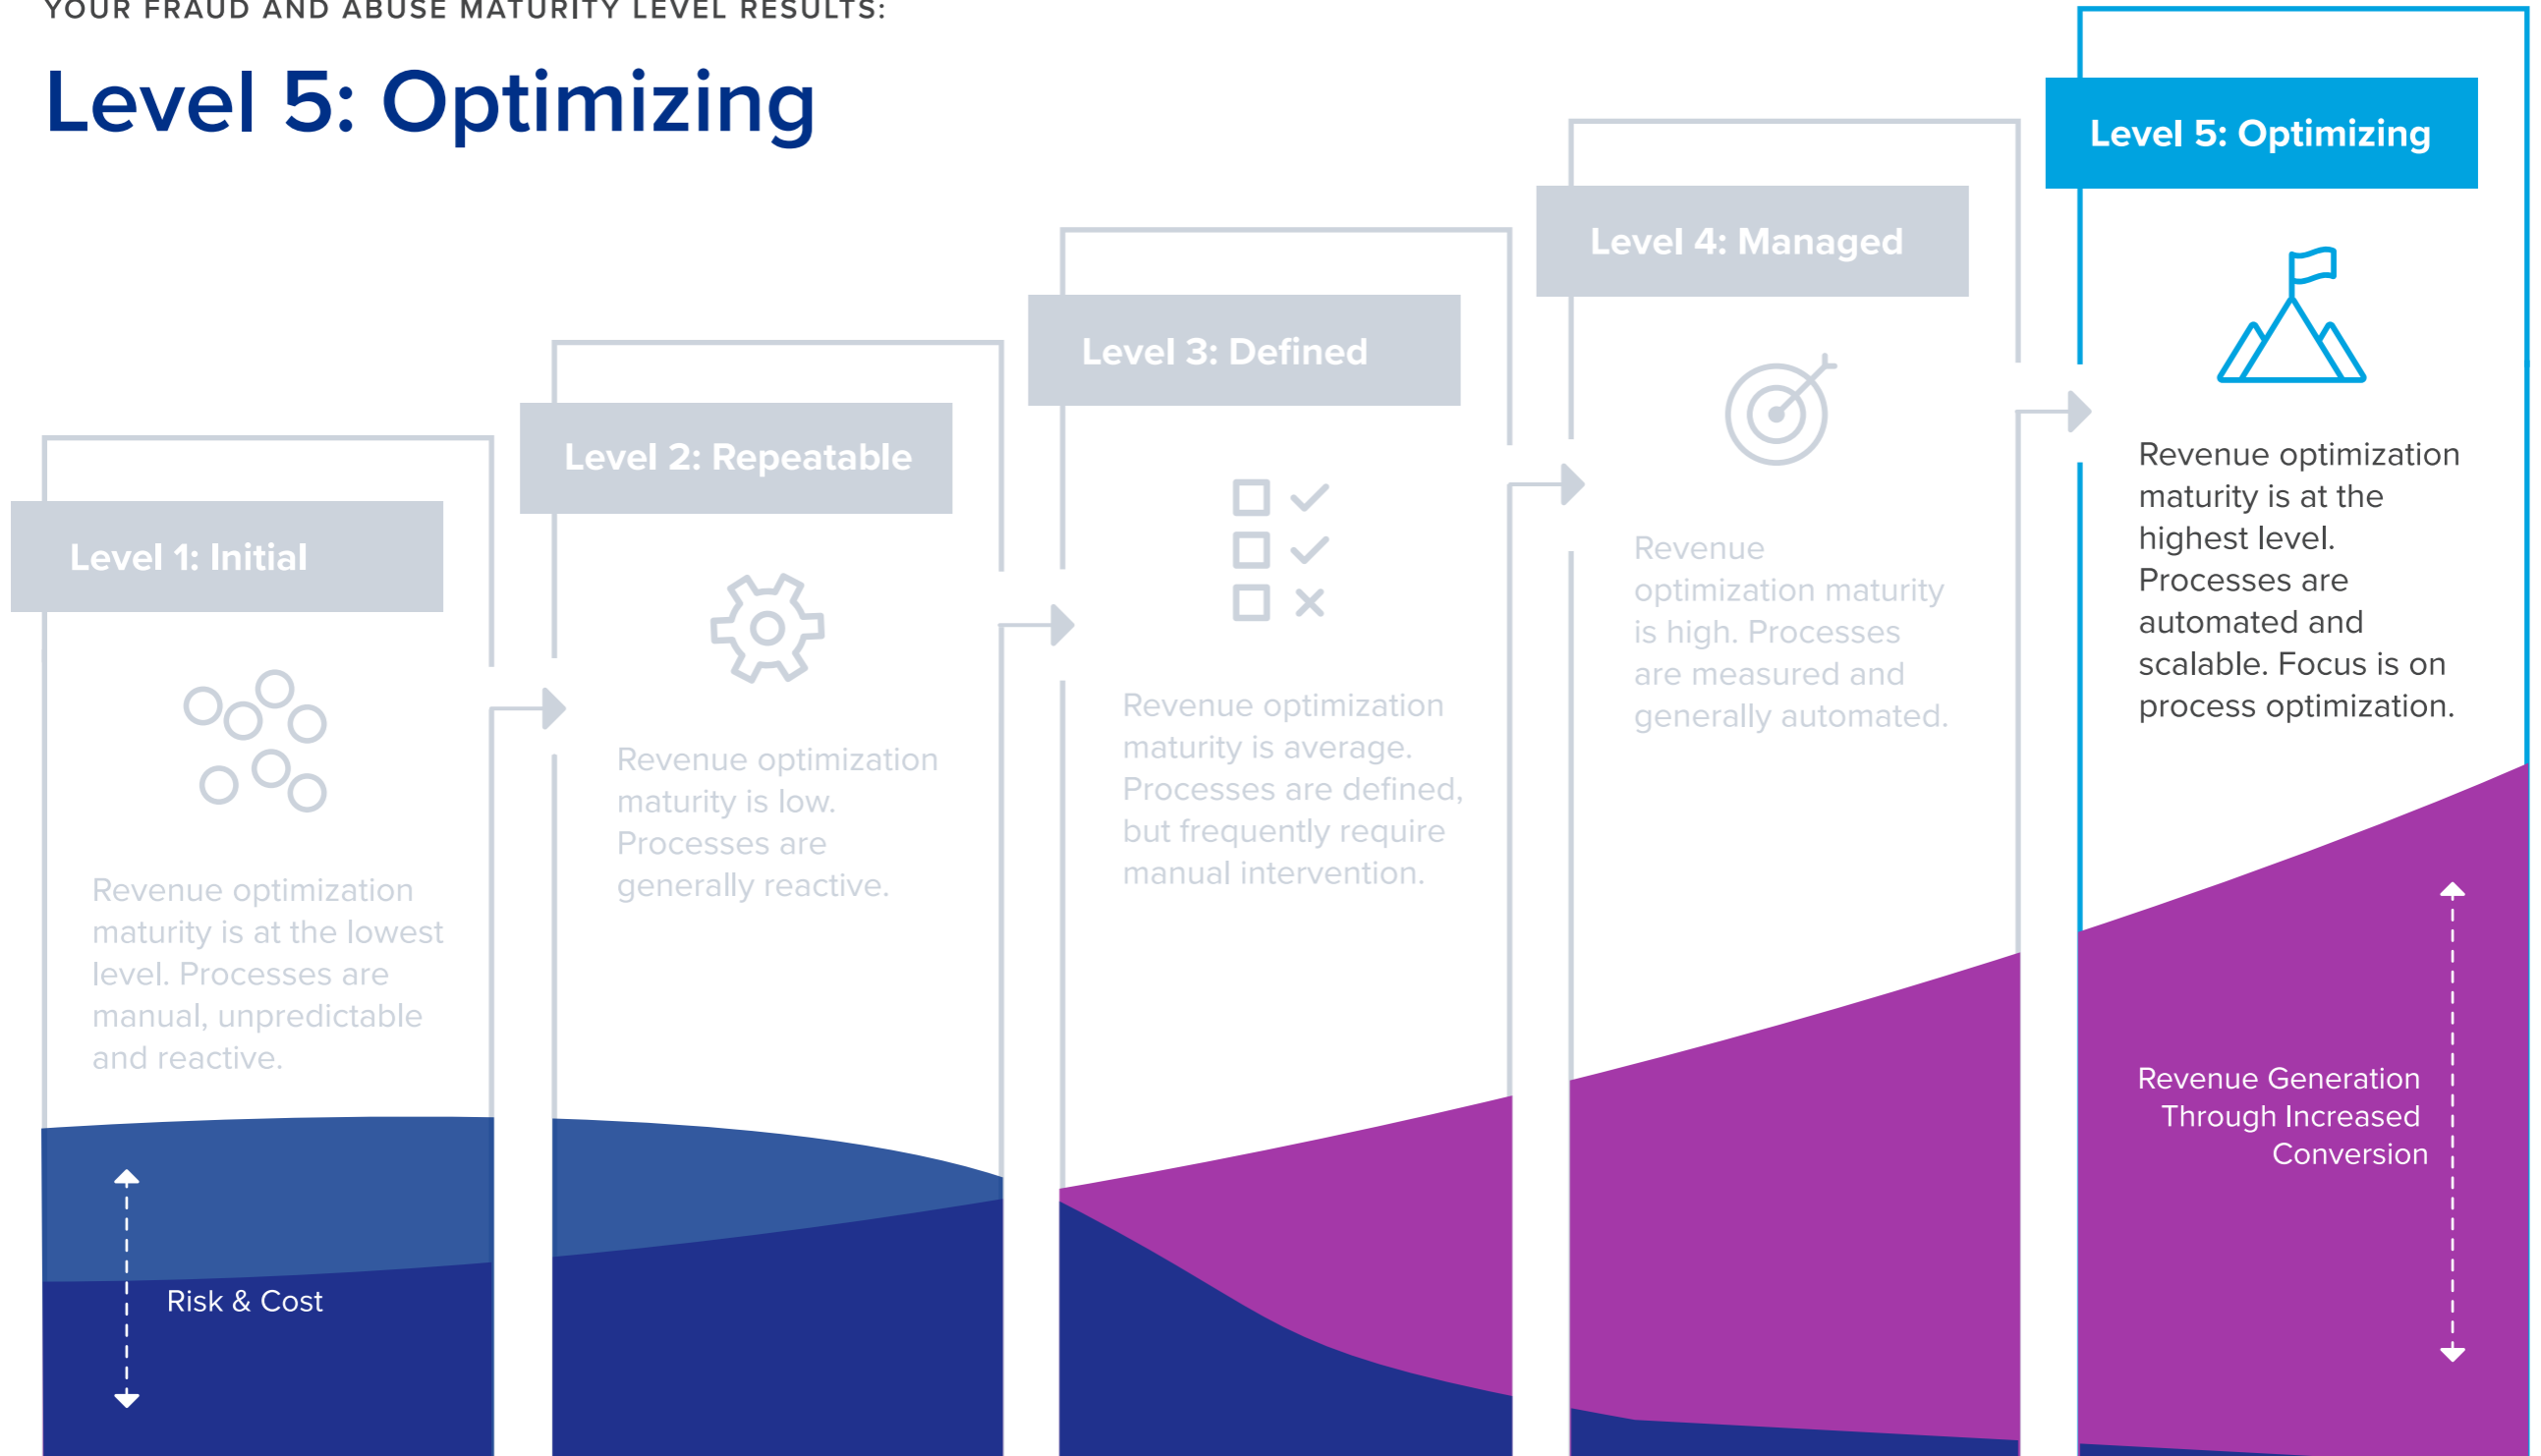 YOUR FRAUD AND ABUSE MATURITY LEVEL RESULTS:
Level 5: Optimizing
Level 1: Initial
Revenue optimization
maturity is at the lowest
level. Processes are
manual, unpredictable
and reactive.
Level 2: Repeatable
Revenue optimization
maturity is low.
Processes are
generally reactive.
Level 3: Defined
Revenue optimization
maturity is average.
Processes are defined,
but frequently require
manual intervention.
Level 4: Managed
Revenue
optimization maturity
is high. Processes
are measured and
generally automated.
Level 5: Optimizing
Revenue optimization
maturity is at the
highest level.
Processes are
automated and
scalable. Focus is on
process optimization.
Risk & Cost
Revenue Generation
Through Increased
Conversion